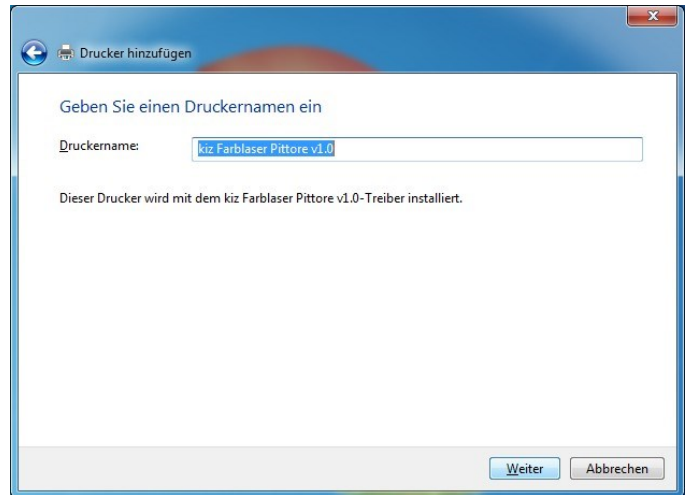 Drucker hinzufügen
Geben Sie einen Druckernamen ein
Druckername: kiz Farblaser Pittore v1.0
Dieser Drucker wird mit dem kiz Farblaser Pittore v1.0-Treiber installiert.
Weiter Abbrechen